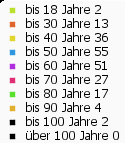 bis 18 Jahre 2
bis 30 Jahre 13
bis 40 Jahre 36
bis 50 Jahre 55
bis 60 Jahre 51
bis 70 Jahre 27
bis 80 Jahre 17
bis 90 Jahre 4
bis 100 Jahre 2
über 100 Jahre 0